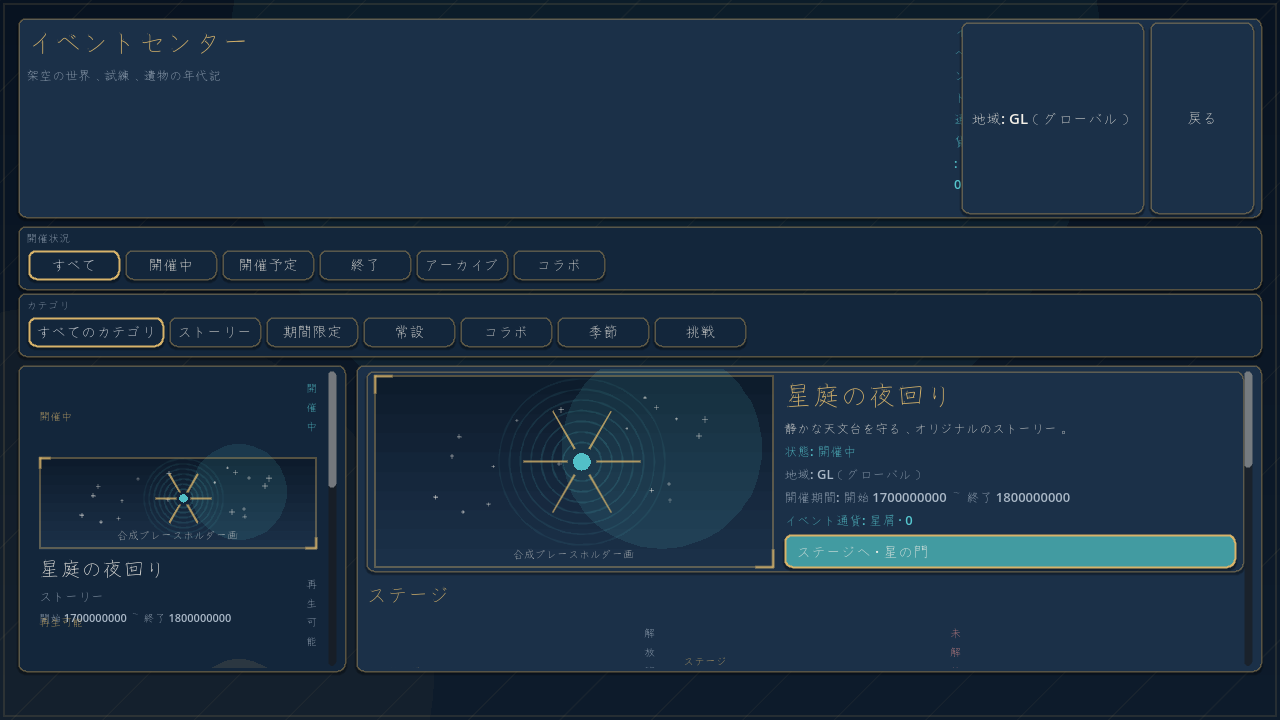 イベントセンター
架空の世界、試練、遺物の年代記
: 0
地域: GL（グローバル）
戻る
開催状況
すべて
開催中
開催予定
終了
アーカイブ
コラボ
カテゴリ
すべてのカテゴリ
ストーリー
期間限定
常設
コラボ
季節
挑戦
開催中
開催中
合成プレースホルダー画
星庭の夜回り
ストーリー
開始 1700000000 ~ 終了 1800000000
再生可能
再生可能
合成プレースホルダー画
星庭の夜回り
静かな天文台を守る、オリジナルのストーリー。
状態: 開催中
地域: GL（グローバル）
開催期間: 開始 1700000000 ~ 終了 1800000000
イベント通貨: 星屑 · 0
ステージへ · 星の門
ステージ
解放
ステージ
未解